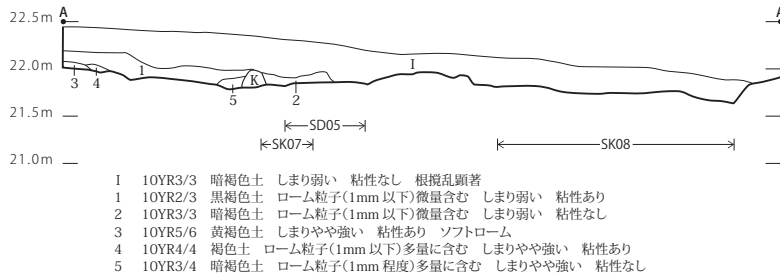 A A
22.5m
22.0m
21.5m
21.0m
I
1
K
3 4
5 2
SD05
SK07
SK08
I 10YR3/3 暗褐色土 しまり弱い 粘性なし 根撹乱顕著
1 10YR2/3 黒褐色土 ローム粒子（1mm 以下）微量含む しまり弱い 粘性あり
2 10YR3/3 暗褐色土 ローム粒子（1mm 以下）微量含む しまり弱い 粘性なし
3 10YR5/6 黄褐色土 しまりやや強い 粘性あり ソフトローム
4 10YR4/4 褐色土 ローム粒子（1mm 以下）多量に含む しまりやや強い 粘性あり
5 10YR3/4 暗褐色土 ローム粒子（1mm 程度）多量に含む しまりやや強い 粘性なし